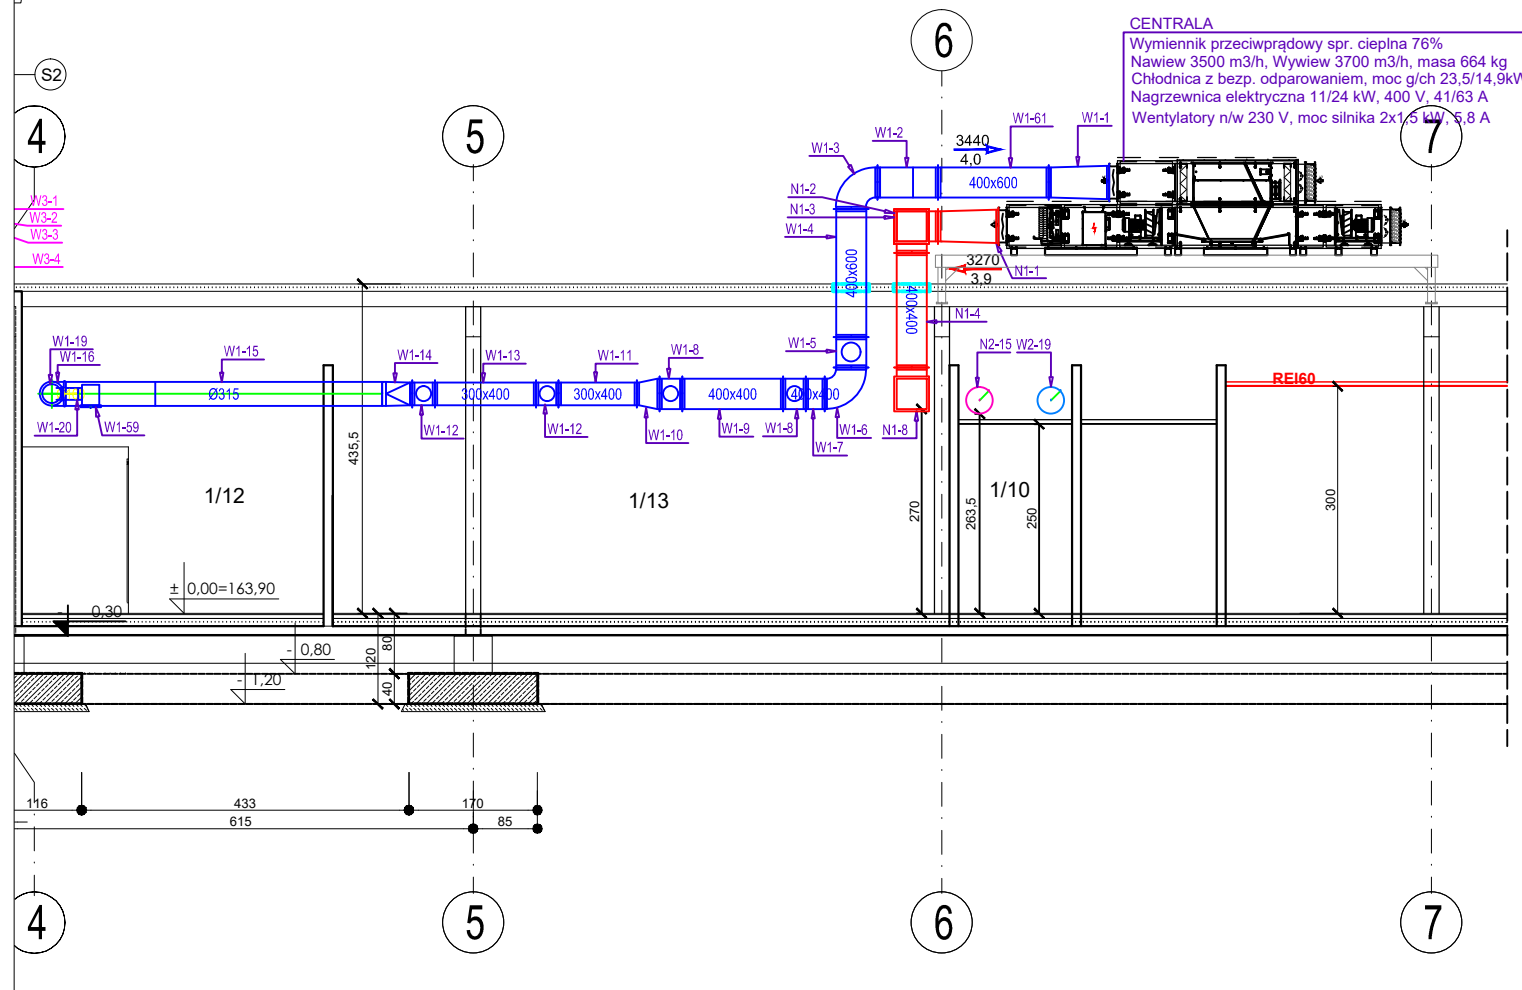 CENTRALA
Wymiennik przeciwprądowy spr. cieplna 76%
Nawiew 3500 m3/h, Wywiew 3700 m3/h, masa 664 kg
Chłodnica z bezp. odparowaniem, moc g/ch 23,5/14,9kW
Nagrzewnica elektryczna 11/24 kW, 400 V, 41/63 A
Wentylatory n/w 230 V, moc silnika 2x1,5 kW, 5,8 A
6
S2
4
5
7
W1-3
W1-2
3440
4,0
W1-61
W1-1
400x600
W3-1
W3-2
W3-3
W3-4
N1-2
N1-3
W1-4
400x600
3270
3,9
N1-1
400x400
N1-4
W1-19
W1-16
W1-15
W1-14
W1-13
W1-11
W1-8
W1-5
N2-15
W2-19
REI60
Ø315
300x400
300x400
400x400
400x400
W1-20
W1-59
W1-12
W1-12
W1-10
W1-9
W1-8
W1-7
W1-6
N1-8
435,5
1/12
1/13
1/10
270
263,5
250
300
± 0,00=163,90
- 0,30
- 0,80
- 1,20
120
80
40
116
433
170
615
85
4
5
6
7